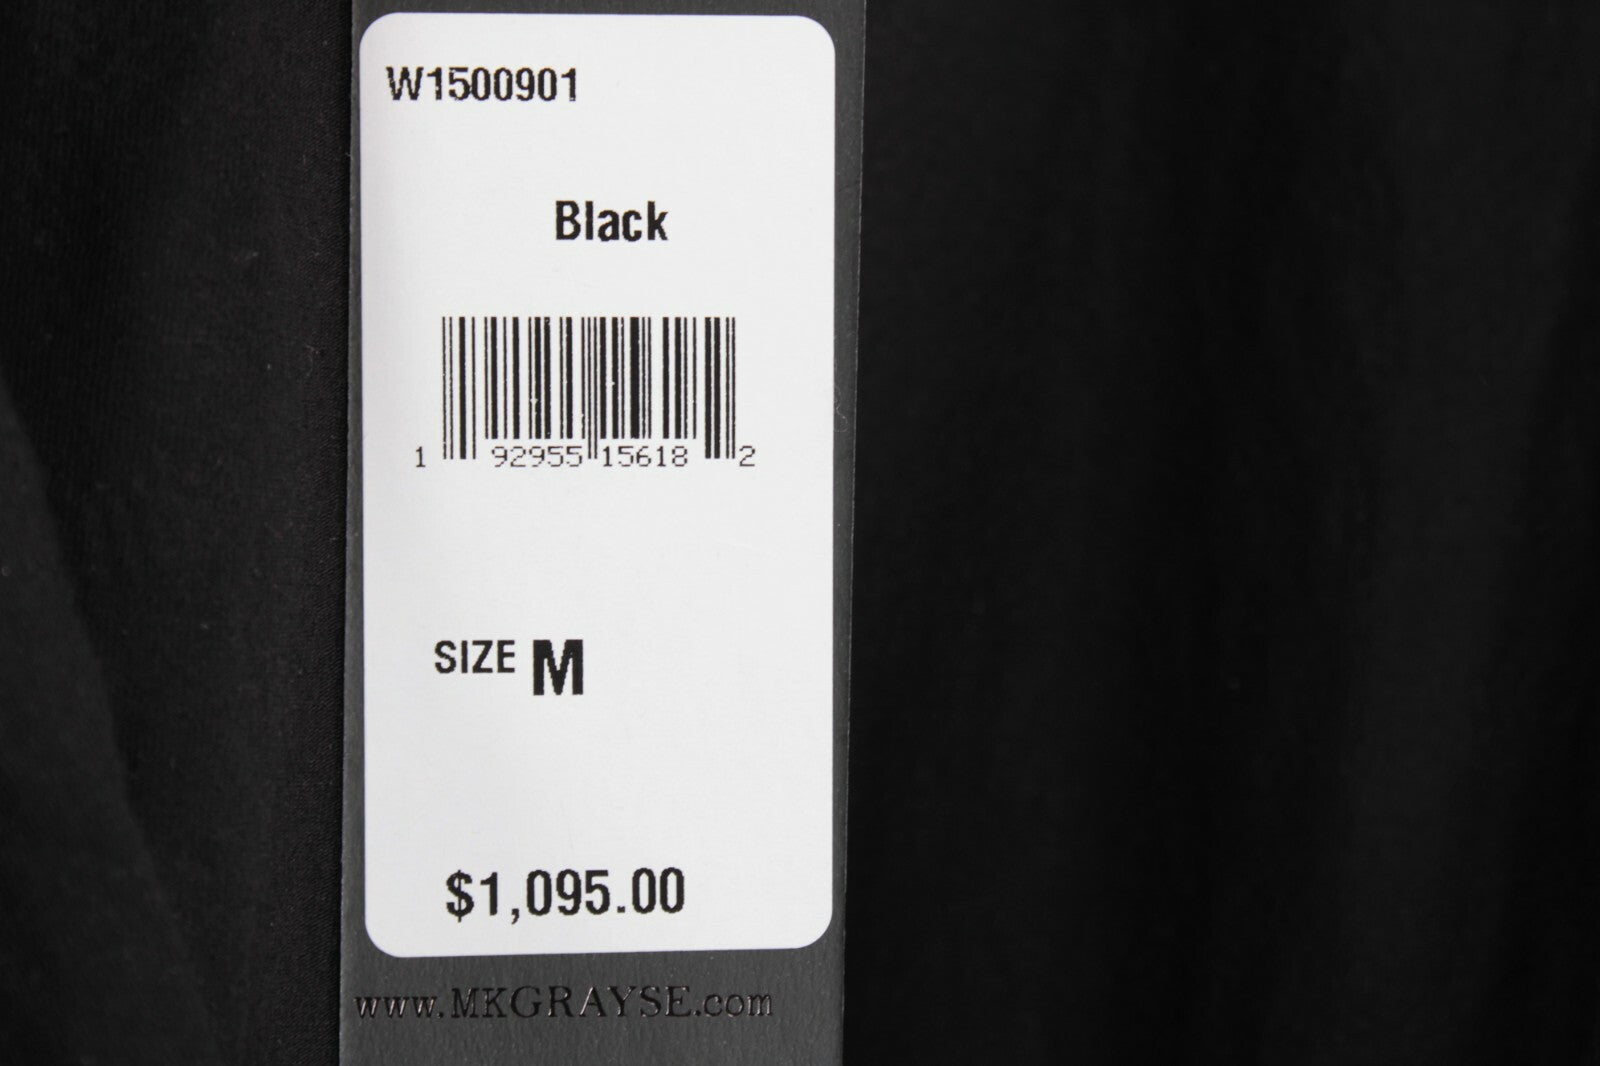 W1500901
Black
1 92955 15618 2
SIZE M
$1,095.00
www.MKGRAYSE.com